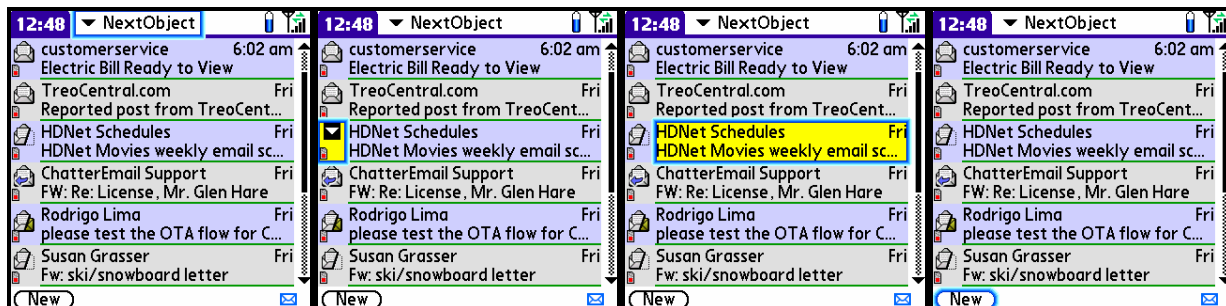 12:48 NextObject
customerservice 6:02 am
Electric Bill Ready to View
TreoCentral.com Fri
Reported post from TreoCent...
HDNet Schedules Fri
HDNet Movies weekly email sc...
ChatterEmail Support Fri
FW: Re: License, Mr. Glen Hare
Rodrigo Lima Fri
please test the OTA flow for C...
Susan Grasser Fri
Fw: ski/snowboard letter
New
12:48 NextObject
customerservice 6:02 am
Electric Bill Ready to View
TreoCentral.com Fri
Reported post from TreoCent...
HDNet Schedules Fri
HDNet Movies weekly email sc...
ChatterEmail Support Fri
FW: Re: License, Mr. Glen Hare
Rodrigo Lima Fri
please test the OTA flow for C...
Susan Grasser Fri
Fw: ski/snowboard letter
New
12:48 NextObject
customerservice 6:02 am
Electric Bill Ready to View
TreoCentral.com Fri
Reported post from TreoCent...
HDNet Schedules Fri
HDNet Movies weekly email sc...
ChatterEmail Support Fri
FW: Re: License, Mr. Glen Hare
Rodrigo Lima Fri
please test the OTA flow for C...
Susan Grasser Fri
Fw: ski/snowboard letter
New
12:48 NextObject
customerservice 6:02 am
Electric Bill Ready to View
TreoCentral.com Fri
Reported post from TreoCent...
HDNet Schedules Fri
HDNet Movies weekly email sc...
ChatterEmail Support Fri
FW: Re: License, Mr. Glen Hare
Rodrigo Lima Fri
please test the OTA flow for C...
Susan Grasser Fri
Fw: ski/snowboard letter
New